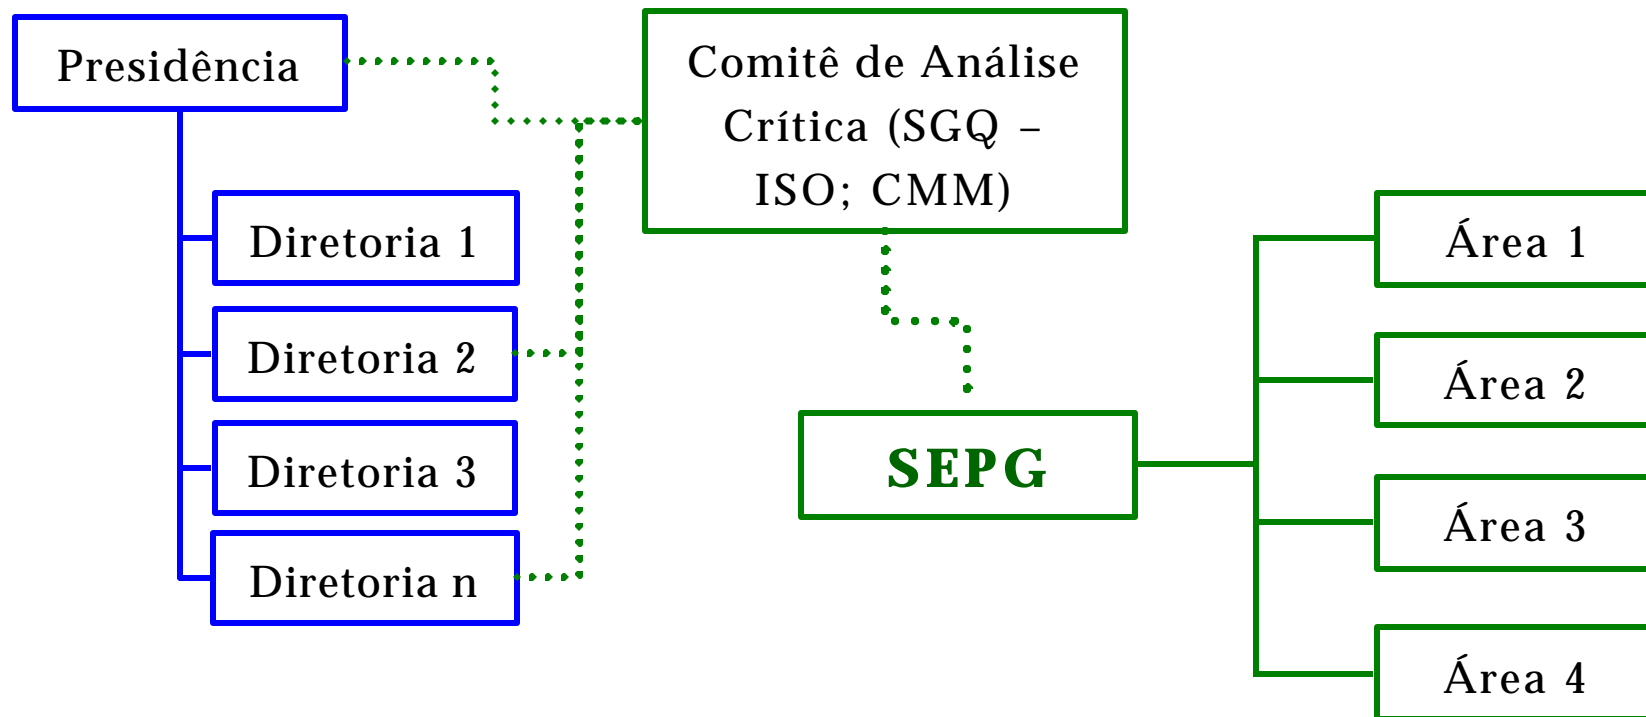 Presidência
Diretoria 1
Diretoria 2
Diretoria 3
Diretoria n
Comitê de Análise
Crítica (SGQ –
ISO; CMM)
SEPG
Área 1
Área 2
Área 3
Área 4